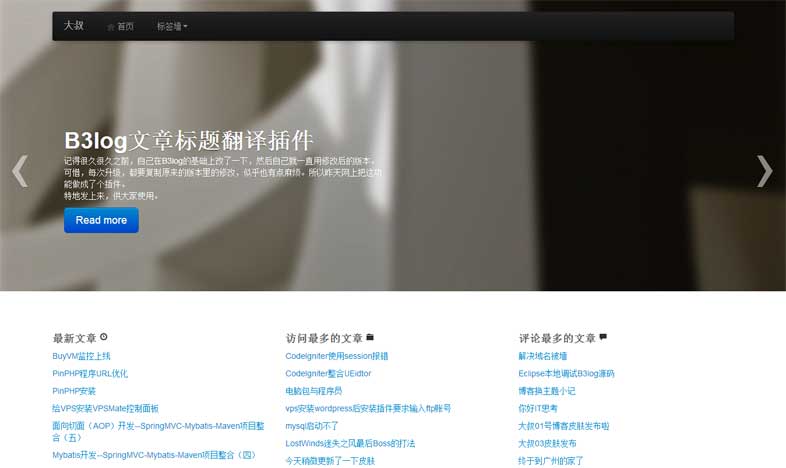 大叔 首页 标签墙
B3log文章标题翻译插件
记得很久很久之前，自己在B3log的基础上改了一下，然后自己就一直用修改后的版本。
可惜，每次升级，都要复制原来的版本里的修改，似乎也有点麻烦。所以昨天网上把这功
能做成了个插件。
特地发上来，供大家使用。
Read more
最新文章
BuyVM监控上线
PinPHP程序URL优化
PinPHP安装
给VPS安装VPSMate控制面板
面向切面（AOP）开发--SpringMVC-Mybatis-Maven项目整
合（五）
Mybatis开发--SpringMVC-Mybatis-Maven项目整合（四）
访问最多的文章
CodeIgniter使用session报错
CodeIgniter整合UEidtor
电脑包与程序员
vps安装wordpress后安装插件要求输入ftp账号
mysql启动不了
LostWinds迷失之风最后Boss的打法
今天稍微更新了一下皮肤
评论最多的文章
解决域名被墙
Eclipse本地调试B3log源码
博客换主题小记
你好IT思考
大叔01号博客皮肤发布啦
大叔03皮肤发布
终于到广州的家了